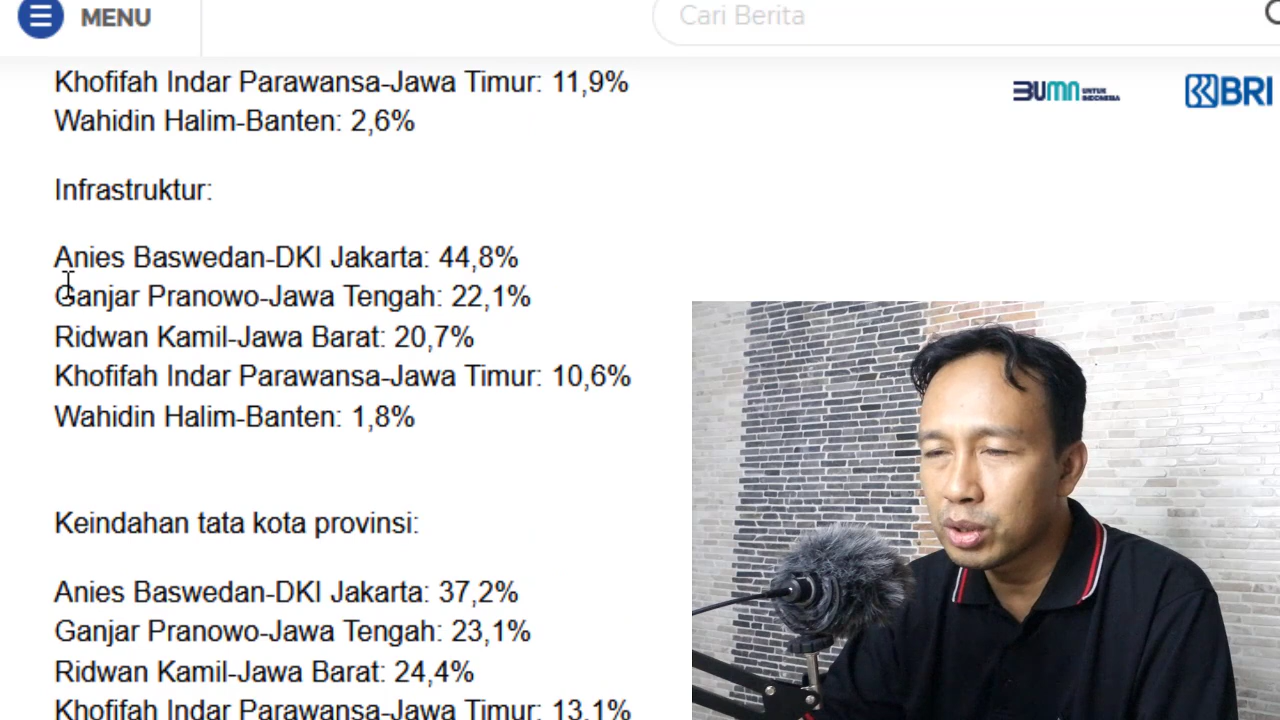 MENU
Cari Berita
Khofifah Indar Parawansa-Jawa Timur: 11,9%
Wahidin Halim-Banten: 2,6%
BUMN UNTUK INDONESIA
BRI
Infrastruktur:
Anies Baswedan-DKI Jakarta: 44,8%
Ganjar Pranowo-Jawa Tengah: 22,1%
Ridwan Kamil-Jawa Barat: 20,7%
Khofifah Indar Parawansa-Jawa Timur: 10,6%
Wahidin Halim-Banten: 1,8%
Keindahan tata kota provinsi:
Anies Baswedan-DKI Jakarta: 37,2%
Ganjar Pranowo-Jawa Tengah: 23,1%
Ridwan Kamil-Jawa Barat: 24,4%
Khofifah Indar Parawansa-Jawa Timur: 13,1%